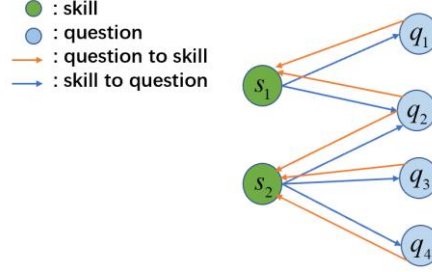 : skill
: question
: question to skill
: skill to question
s1
s2
q1
q2
q3
q4